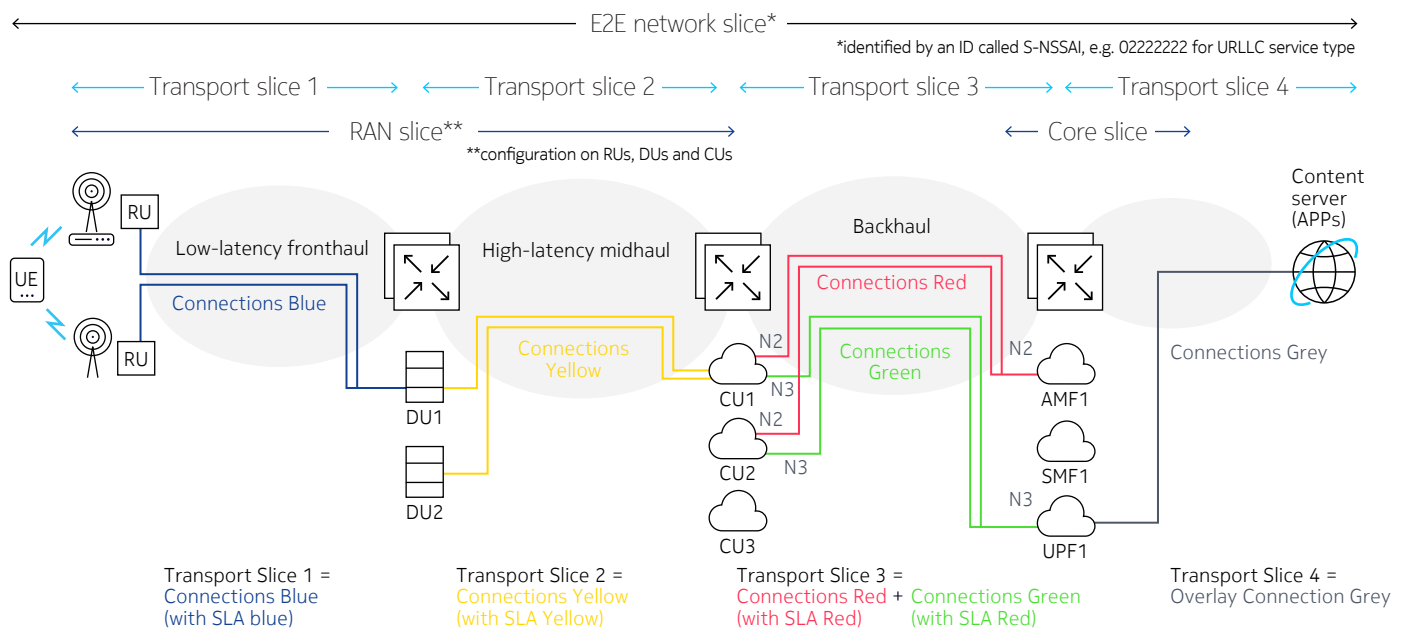 E2E network slice*
*identified by an ID called S-NSSAI, e.g. 02222222 for URLLC service type
Transport slice 1
Transport slice 2
Transport slice 3
Transport slice 4
RAN slice**
Core slice
**configuration on RUs, DUs and CUs
Content
server
(APPs)
RU
Low-latency fronthaul
High-latency midhaul
Backhaul
UE
Connections Blue
Connections Red
RU
Connections
Yellow
N2
Connections
Green
N2
Connections Grey
N3
DU1
CU1
AMF1
N2
N3
CU2
SMF1
N3
DU2
CU3
UPF1
Transport Slice 1 =
Connections Blue
(with SLA blue)
Transport Slice 2 =
Connections Yellow
(with SLA Yellow)
Transport Slice 3 =
Connections Red + Connections Green
(with SLA Red) (with SLA Red)
Transport Slice 4 =
Overlay Connection Grey